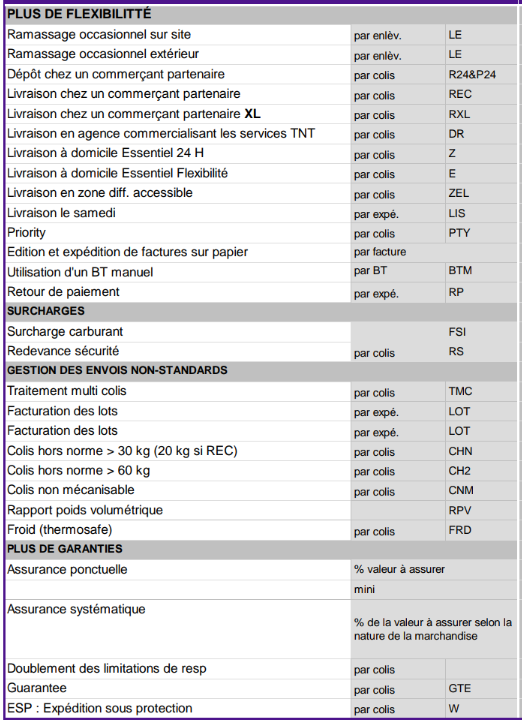 PLUS DE FLEXIBILITTÉ
Ramassage occasionnel sur site par enlèv. LE
Ramassage occasionnel extérieur par enlèv. LE
Dépôt chez un commerçant partenaire par colis R24&P24
Livraison chez un commerçant partenaire par colis REC
Livraison chez un commerçant partenaire XL par colis RXL
Livraison en agence commercialisant les services TNT par colis DR
Livraison à domicile Essentiel 24 H par colis Z
Livraison à domicile Essentiel Flexibilité par colis E
Livraison en zone diff. accessible par colis ZEL
Livraison le samedi par expé. LIS
Priority par colis PTY
Edition et expédition de factures sur papier par facture
Utilisation d'un BT manuel par BT BTM
Retour de paiement par expé. RP
SURCHARGES
Surcharge carburant FSI
Redevance sécurité par colis RS
GESTION DES ENVOIS NON-STANDARDS
Traitement multi colis par colis TMC
Facturation des lots par expé. LOT
Facturation des lots par expé. LOT
Colis hors norme > 30 kg (20 kg si REC) par colis CHN
Colis hors norme > 60 kg par colis CH2
Colis non mécanisable par colis CNM
Rapport poids volumétrique RPV
Froid (thermosafe) par colis FRD
PLUS DE GARANTIES
Assurance ponctuelle % valeur à assurer
mini
Assurance systématique
% de la valeur à assurer selon la
nature de la marchandise
Doublement des limitations de resp par colis
Guarantee par colis GTE
ESP : Expédition sous protection par colis W